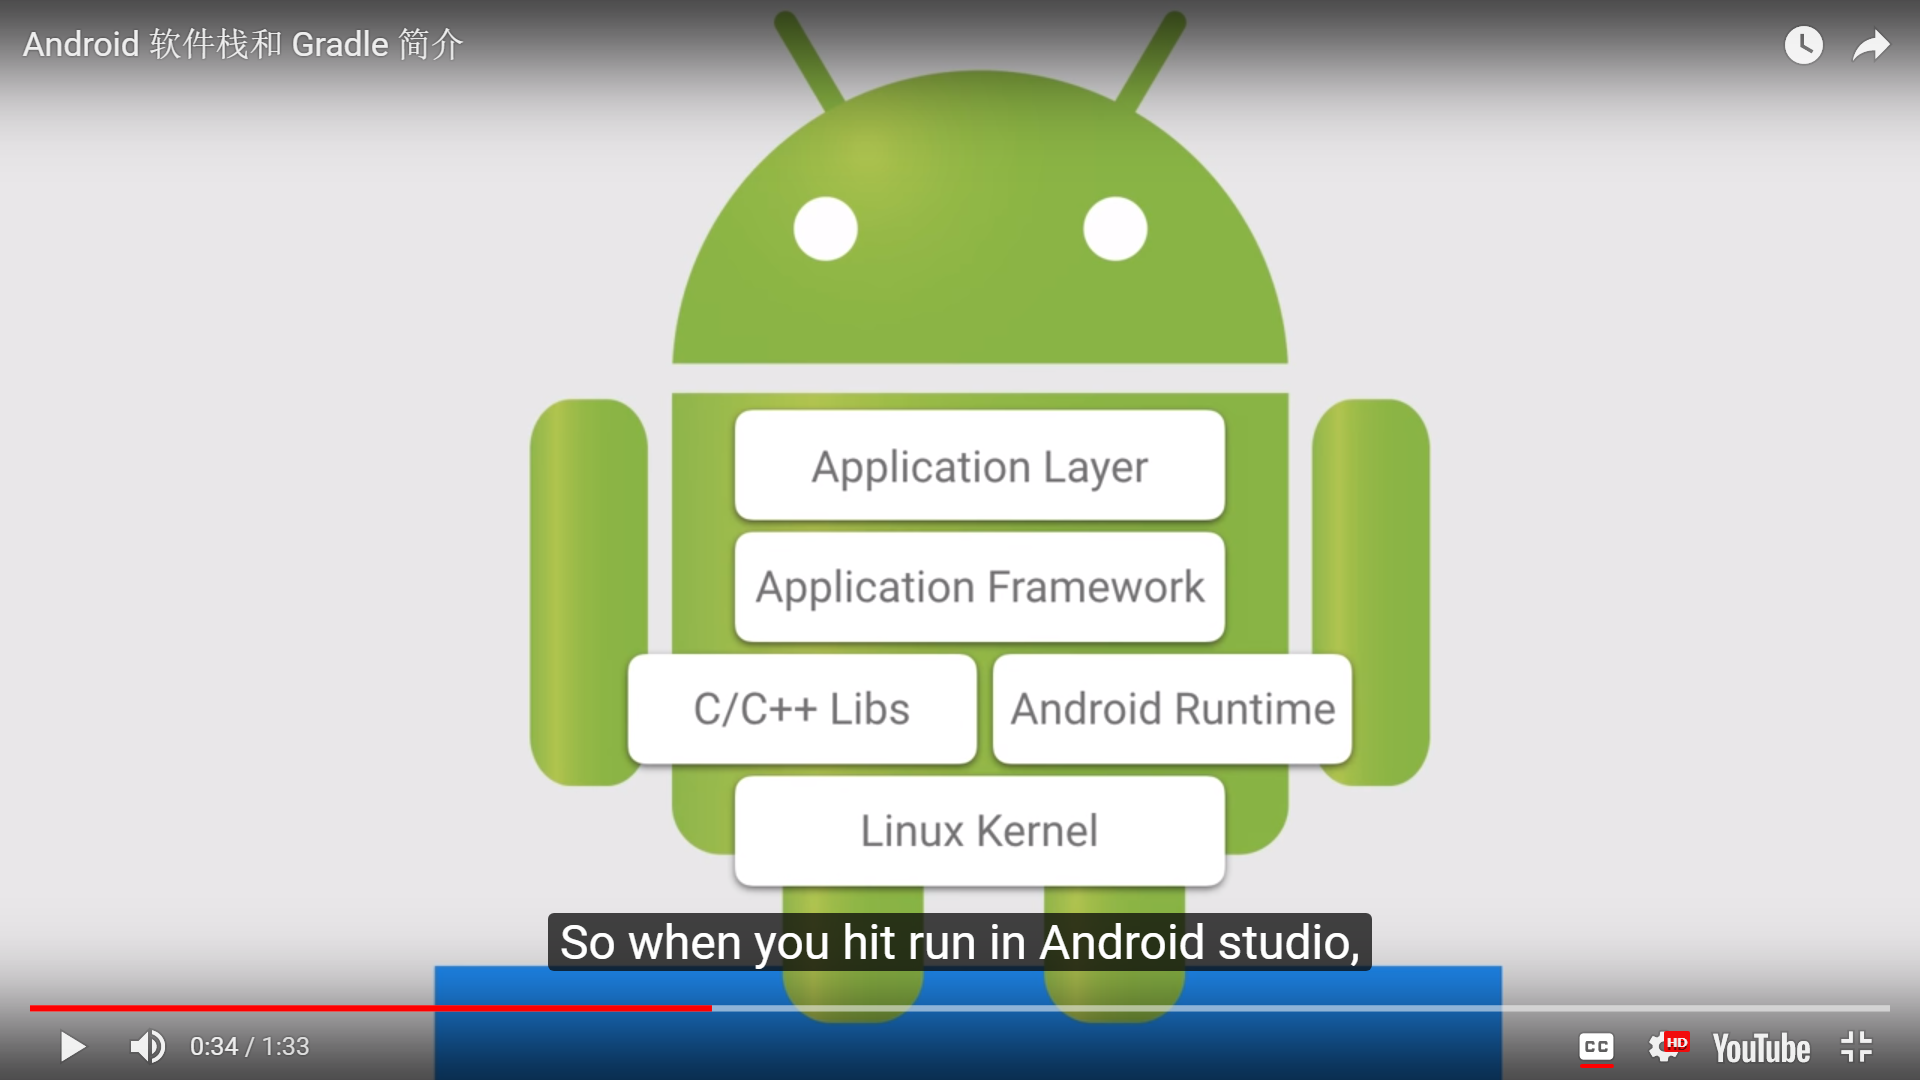 Android 软件栈和 Gradle 简介
Application Layer
Application Framework
C/C++ Libs
Android Runtime
Linux Kernel
So when you hit run in Android studio,
0:34 / 1:33
CC
HD
YouTube